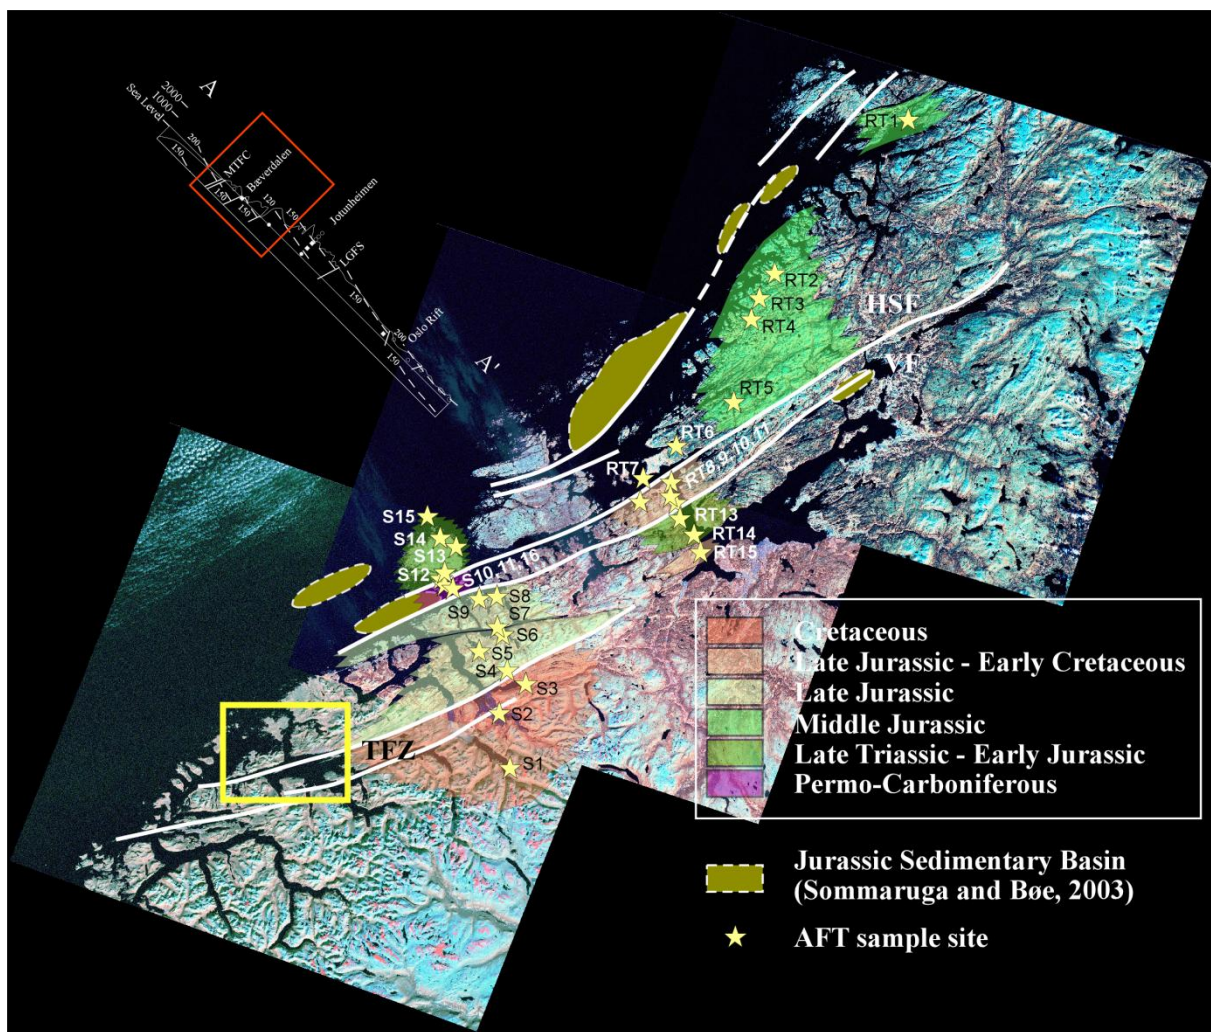 A
2000
1000
Sea Level
200
150
MTFC
Bæverdalen
150
150
120
150
Jotunheimen
LGFS
150
200
Oslo Rift
150
A'
RT1
RT2
RT3
RT4
HSF
VF
RT5
RT6
RT7
RT8,9,10,11
RT13
RT14
RT15
S15
S14
S13
S12
S10,11,16
S9
S8
S7
S6
S5
S4
S3
S2
S1
TFZ
Cretaceous
Late Jurassic - Early Cretaceous
Late Jurassic
Middle Jurassic
Late Triassic - Early Jurassic
Permo-Carboniferous
Jurassic Sedimentary Basin
(Sommaruga and Bøe, 2003)
AFT sample site